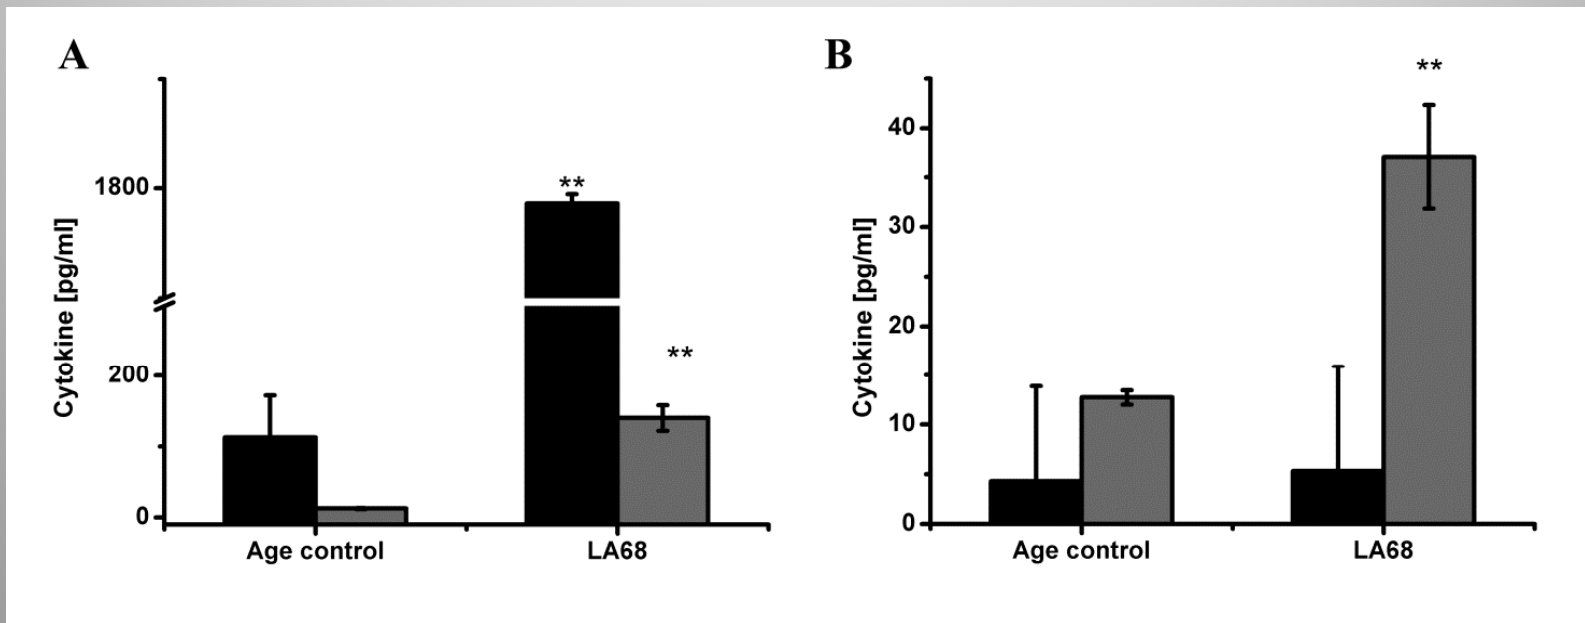 A
Cytokine [pg/ml]
1800
200
0
**
**
Age control
LA68
B
Cytokine [pg/ml]
40
30
20
10
0
**
Age control
LA68